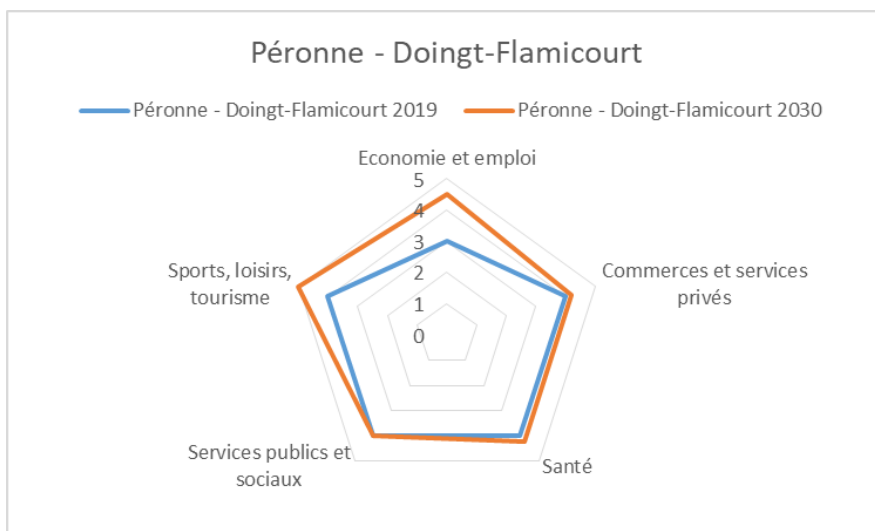 Péronne - Doingt-Flamicourt
Péronne - Doingt-Flamicourt 2019
Péronne - Doingt-Flamicourt 2030
Economie et emploi
5
4
3
2
1
0
Sports, loisirs,
tourisme
Commerces et services
privés
Services publics et
sociaux
Santé